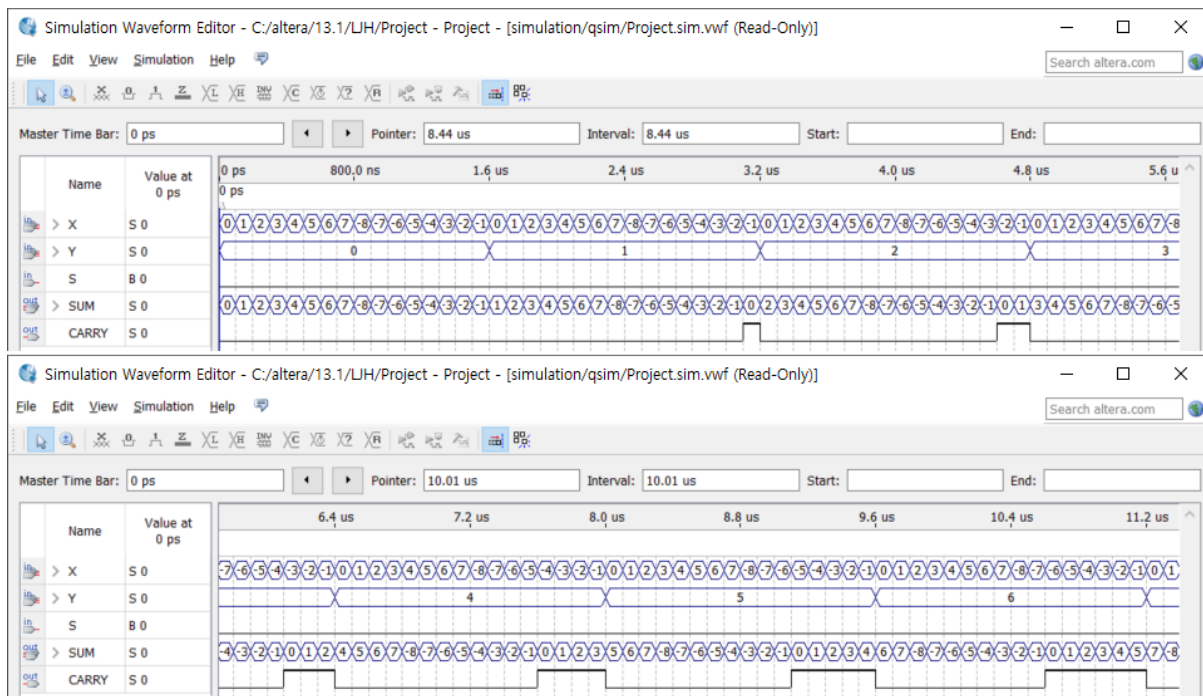 Simulation Waveform Editor - C:/altera/13.1/LJH/Project - Project - [simulation/qsim/Project.sim.vwf (Read-Only)]
File Edit View Simulation Help Search altera.com
Master Time Bar: 0 ps Pointer: 8.44 us Interval: 8.44 us Start: End:
Name Value at 0 ps 0 ps 800.0 ns 1.6 us 2.4 us 3.2 us 4.0 us 4.8 us 5.6 u
0 ps
X S 0 0 1 2 3 4 5 6 7 -8 -7 -6 -5 -4 -3 -2 -1 0 1 2 3 4 5 6 7 -8 -7 -6 -5 -4 -3 -2 -1 0 1 2 3 4 5 6 7 -8 -7 -6 -5 -4 -3 -2 -1 0 1 2 3 4 5 6 7 -8
Y S 0 0 1 2 3
S B 0
SUM S 0 0 1 2 3 4 5 6 7 -8 -7 -6 -5 -4 -3 -2 -1 1 2 3 4 5 6 7 -8 -7 -6 -5 -4 -3 -2 -1 0 2 3 4 5 6 7 -8 -7 -6 -5 -4 -3 -2 -1 0 1 3 4 5 6 7 -8 -7 -6 -5
CARRY S 0
Simulation Waveform Editor - C:/altera/13.1/LJH/Project - Project - [simulation/qsim/Project.sim.vwf (Read-Only)]
File Edit View Simulation Help Search altera.com
Master Time Bar: 0 ps Pointer: 10.01 us Interval: 10.01 us Start: End:
Name Value at 0 ps 6.4 us 7.2 us 8.0 us 8.8 us 9.6 us 10.4 us 11.2 us
X S 0 -7 -6 -5 -4 -3 -2 -1 0 1 2 3 4 5 6 7 -8 -7 -6 -5 -4 -3 -2 -1 0 1 2 3 4 5 6 7 -8 -7 -6 -5 -4 -3 -2 -1 0 1 2 3 4 5 6 7 -8 -7 -6 -5 -4 -3 -2 -1 0 1
Y S 0 4 5 6
S B 0
SUM S 0 -4 -3 -2 -1 0 1 2 4 5 6 7 -8 -7 -6 -5 -4 -3 -2 -1 0 1 2 3 5 6 7 -8 -7 -6 -5 -4 -3 -2 -1 0 1 2 3 4 6 7 -8 -7 -6 -5 -4 -3 -2 -1 0 1 2 3 4 5 7 -8
CARRY S 0